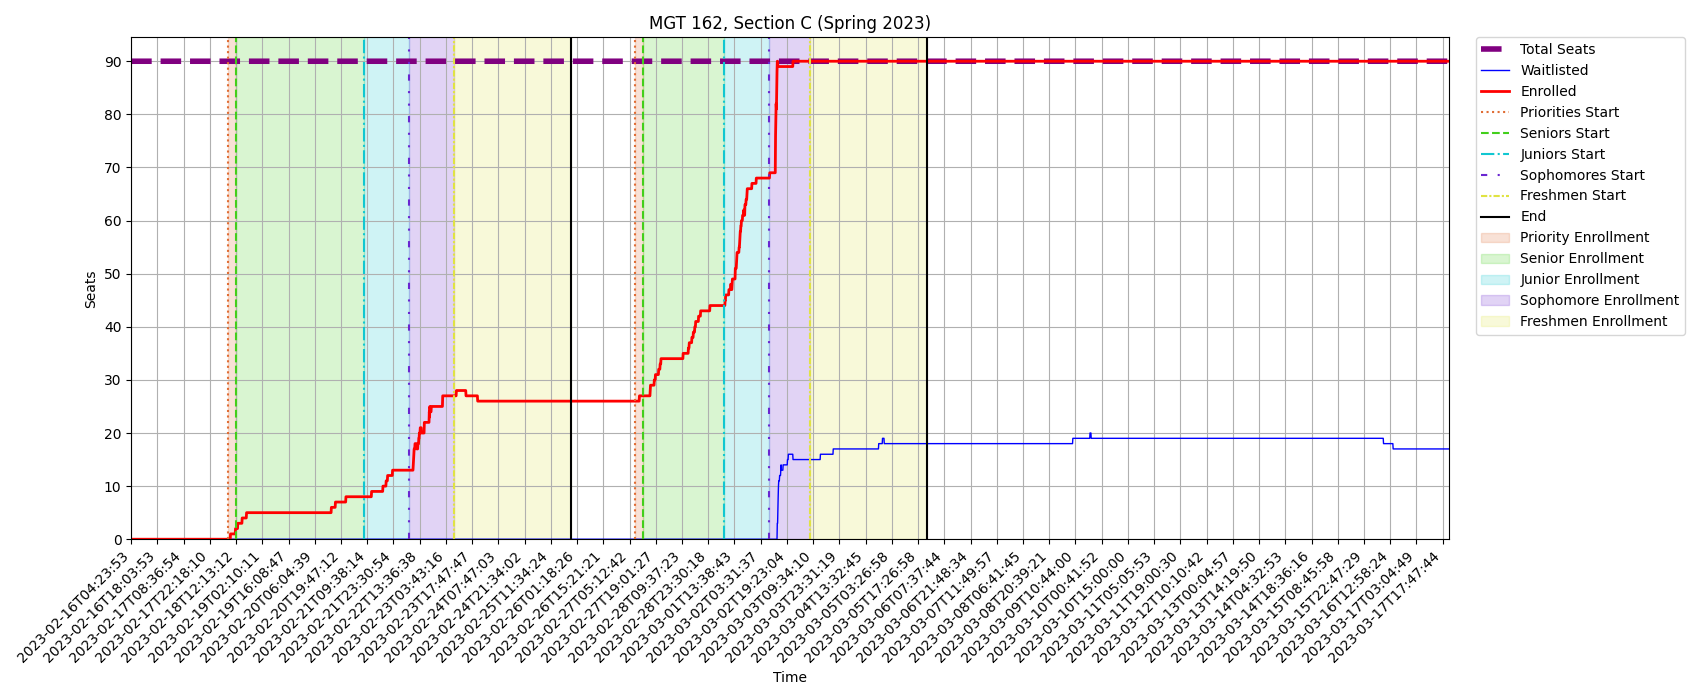 MGT 162, Section C (Spring 2023)
Total Seats
Waitlisted
Enrolled
Priorities Start
Seniors Start
Juniors Start
Sophomores Start
Freshmen Start
End
Priority Enrollment
Senior Enrollment
Junior Enrollment
Sophomore Enrollment
Freshmen Enrollment
Seats
90
80
70
60
50
40
30
20
10
0
2023-02-16T04:23:53
2023-02-16T18:03:53
2023-02-17T08:36:54
2023-02-17T22:18:10
2023-02-18T12:13:12
2023-02-19T02:10:11
2023-02-19T16:08:47
2023-02-20T06:04:39
2023-02-20T19:47:12
2023-02-21T09:38:14
2023-02-21T23:30:54
2023-02-22T13:36:38
2023-02-23T03:43:16
2023-02-23T17:47:47
2023-02-24T07:47:03
2023-02-24T21:34:02
2023-02-25T11:34:24
2023-02-26T01:18:26
2023-02-26T15:21:21
2023-02-27T05:12:42
2023-02-27T19:01:27
2023-02-28T09:37:23
2023-02-28T23:30:18
2023-03-01T13:38:43
2023-03-02T03:31:37
2023-03-02T19:23:04
2023-03-03T09:34:10
2023-03-03T23:31:19
2023-03-04T13:32:45
2023-03-05T03:26:58
2023-03-05T17:26:58
2023-03-06T07:37:44
2023-03-06T21:48:34
2023-03-07T11:49:57
2023-03-08T06:41:45
2023-03-08T20:39:21
2023-03-09T10:44:00
2023-03-10T00:41:52
2023-03-10T15:00:00
2023-03-11T05:05:53
2023-03-11T19:00:30
2023-03-12T10:10:42
2023-03-13T00:04:57
2023-03-13T14:19:50
2023-03-14T04:32:53
2023-03-14T18:36:16
2023-03-15T08:45:58
2023-03-15T22:47:29
2023-03-16T12:58:24
2023-03-17T03:04:49
2023-03-17T17:47:44
Time